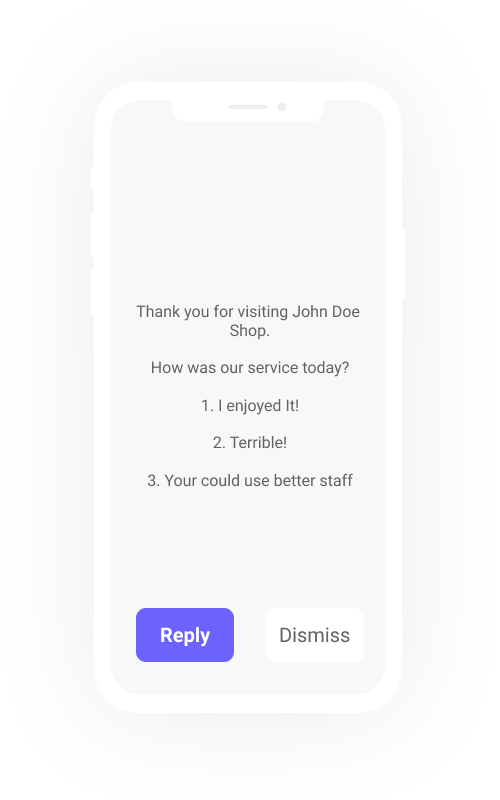 Thank you for visiting John Doe
Shop.
How was our service today?
1. I enjoyed It!
2. Terrible!
3. Your could use better staff
Reply
Dismiss